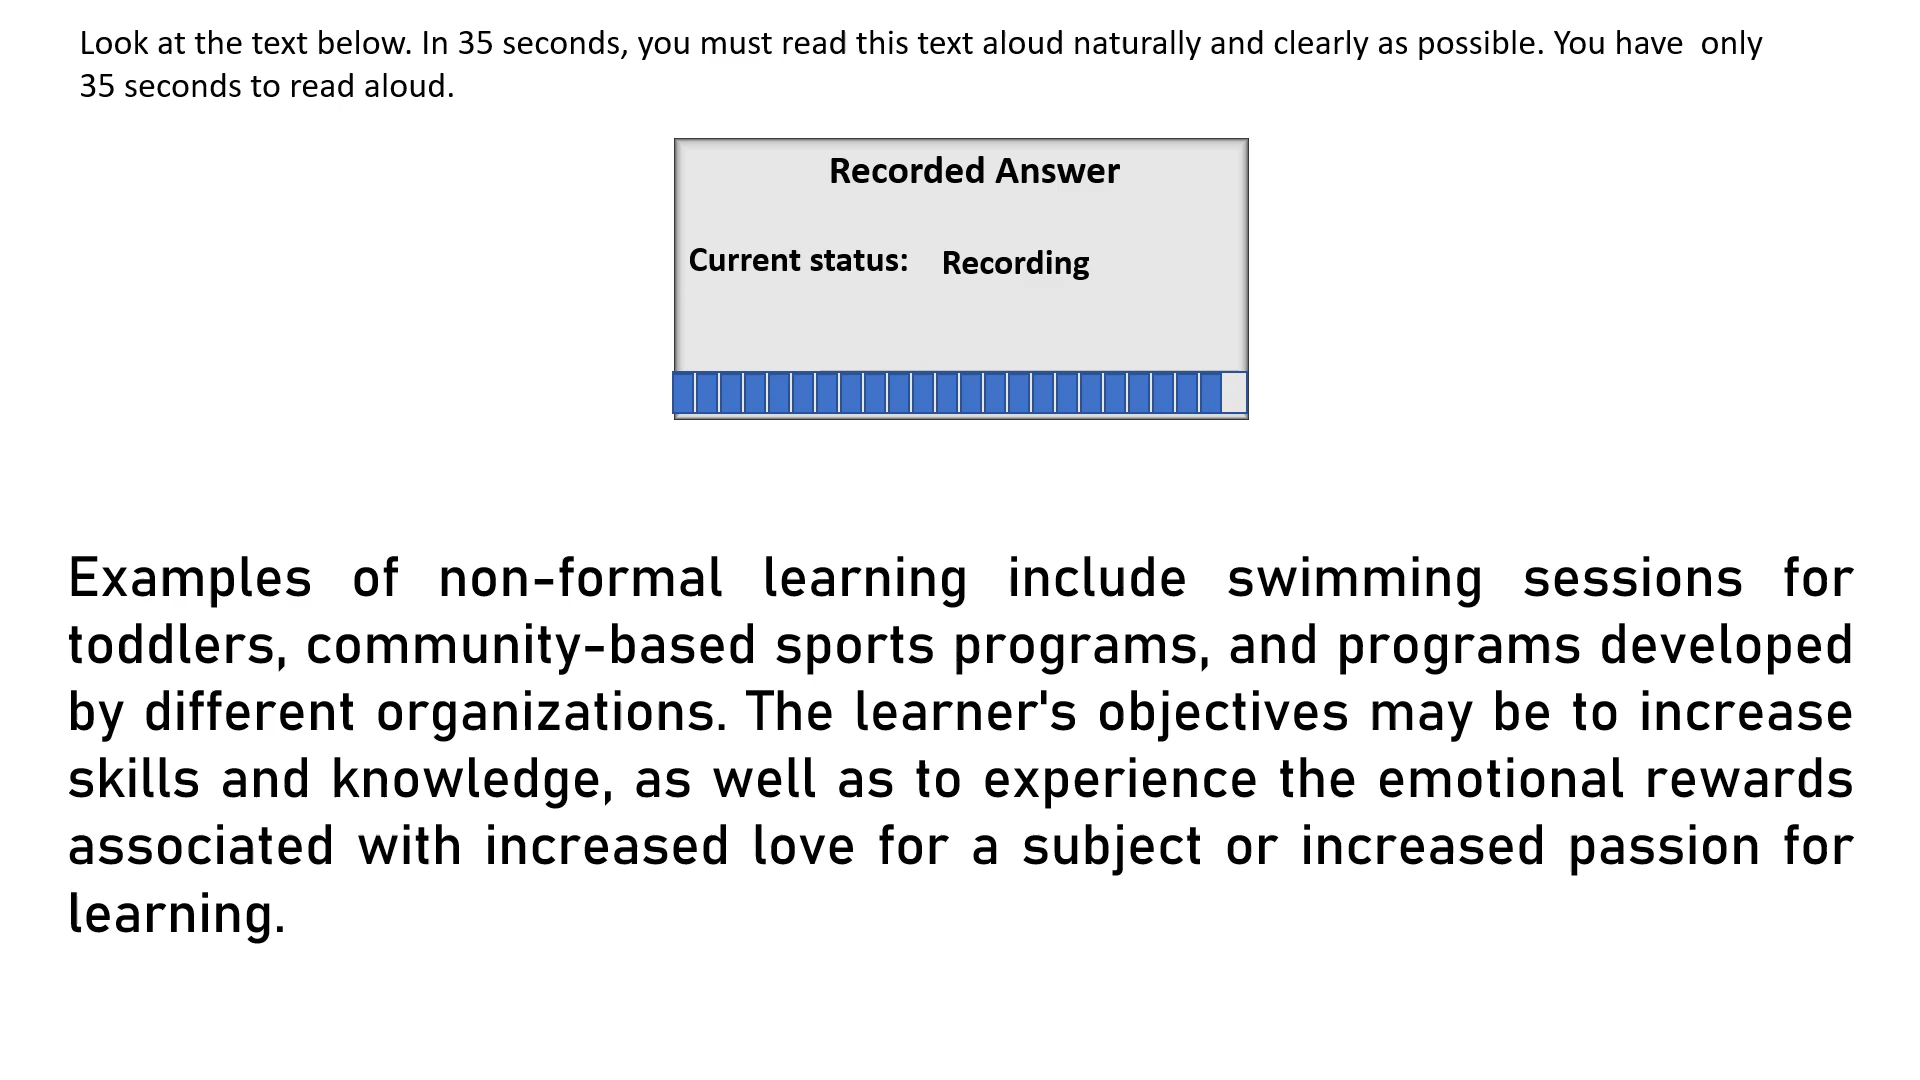 Look at the text below. In 35 seconds, you must read this text aloud naturally and clearly as possible. You have  only
35 seconds to read aloud.
Recorded Answer
Current status: Recording
Examples of non-formal learning include swimming sessions for
toddlers, community-based sports programs, and programs developed
by different organizations. The learner's objectives may be to increase
skills and knowledge, as well as to experience the emotional rewards
associated with increased love for a subject or increased passion for
learning.